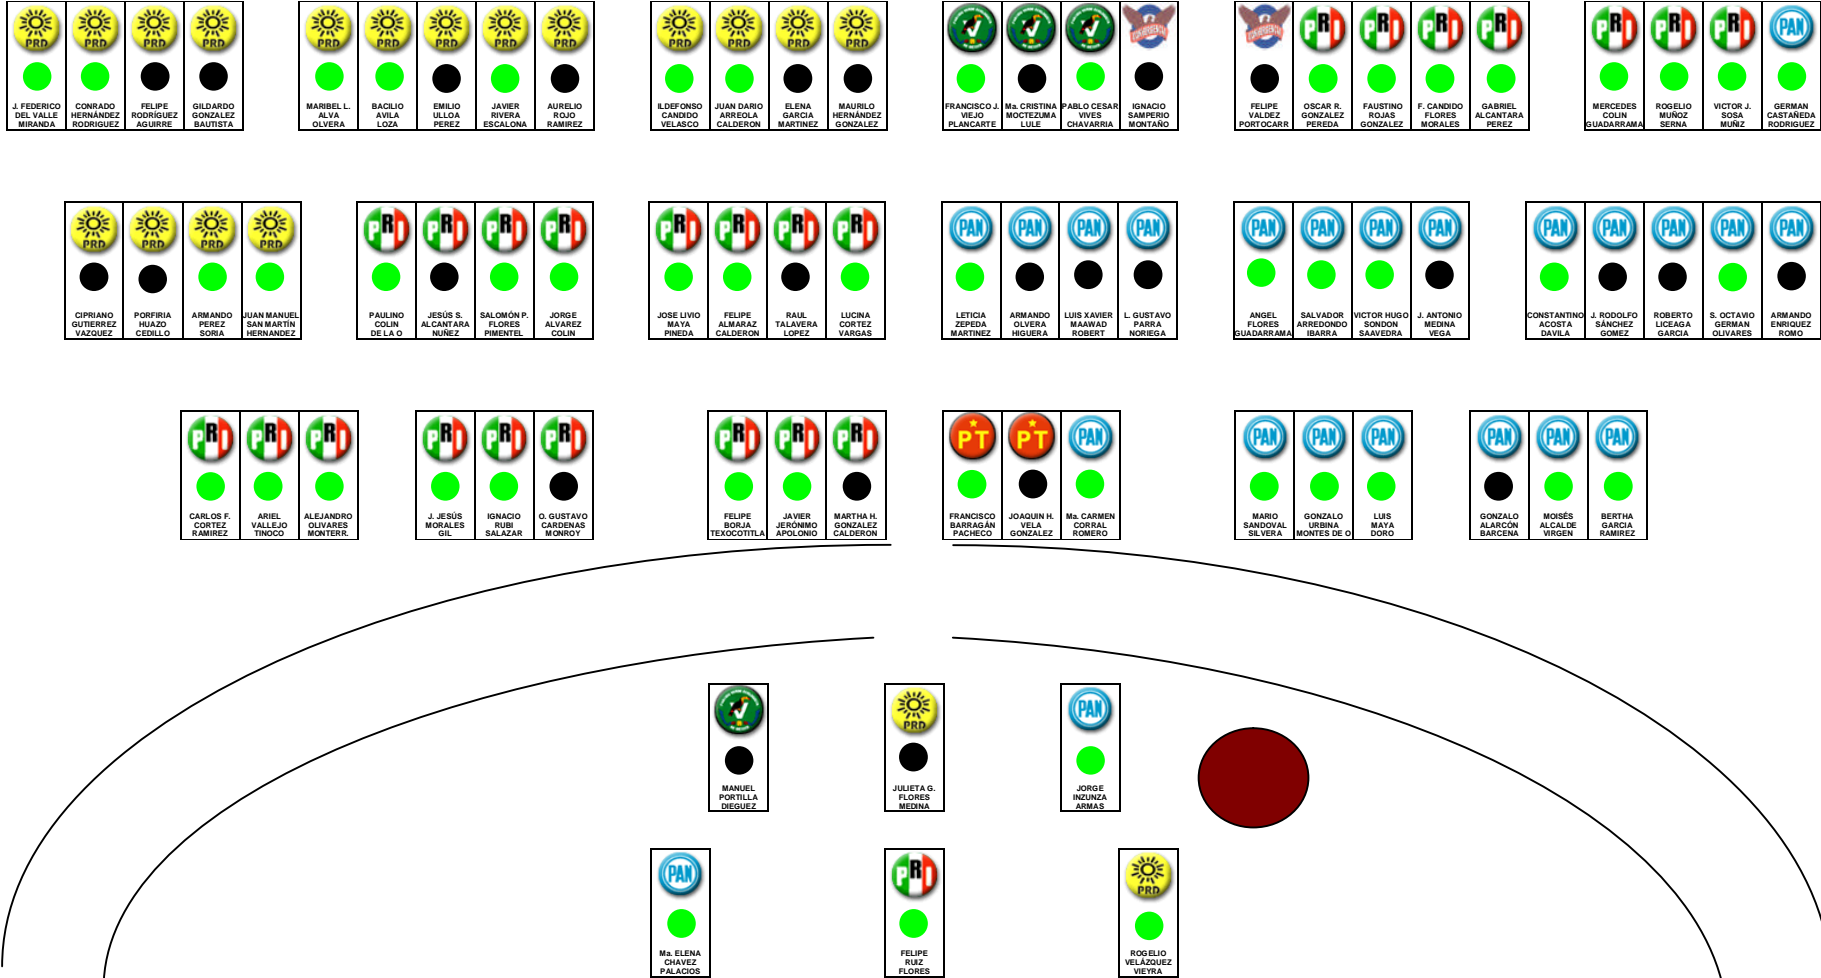 PRD PRD PRD PRD
J. FEDERICO
DEL VALLE
MIRANDA
CONRADO
HERNÁNDEZ
RODRIGUEZ
FELIPE
RODRÍGUEZ
AGUIRRE
GILDARDO
GONZALEZ
BAUTISTA
PRD PRD PRD PRD PRD
MARIBEL L.
ALVA
OLVERA
BACILIO
AVILA
LOZA
EMILIO
ULLOA
PEREZ
JAVIER
RIVERA
ESCALONA
AURELIO
ROJO
RAMIREZ
PRD PRD PRD PRD
ILDEFONSO
CANDIDO
VELASCO
JUAN DARIO
ARREOLA
CALDERON
ELENA
GARCIA
MARTINEZ
MAURILO
HERNÁNDEZ
GONZALEZ
FRANCISCO J.
VIEJO
PLANCARTE
Ma. CRISTINA
MOCTEZUMA
LULE
PABLO CESAR
VIVES
CHAVARRIA
IGNACIO
SAMPERIO
MONTAÑO
PRI PRI PRI PRI
FELIPE
VALDEZ
PORTOCARR
OSCAR R.
GONZALEZ
PEREDA
FAUSTINO
ROJAS
GONZALEZ
F. CANDIDO
FLORES
MORALES
GABRIEL
ALCANTARA
PEREZ
PRI PRI PRI PAN
MERCEDES
COLIN
GUADARRAMA
ROGELIO
MUÑOZ
SERNA
VICTOR J.
SOSA
MUÑIZ
GERMAN
CASTAÑEDA
RODRIGUEZ
PRD PRD PRD PRD
CIPRIANO
GUTIERREZ
VAZQUEZ
PORFIRIA
HUAZO
CEDILLO
ARMANDO
PEREZ
SORIA
JUAN MANUEL
SAN MARTÍN
HERNANDEZ
PRI PRI PRI PRI
PAULINO
COLIN
DE LA O
JESÚS S.
ALCANTARA
NUÑEZ
SALOMÓN P.
FLORES
PIMENTEL
JORGE
ALVAREZ
COLIN
PRI PRI PRI PRI
JOSE LIVIO
MAYA
PINEDA
FELIPE
ALMARAZ
CALDERON
RAUL
TALAVERA
LOPEZ
LUCINA
CORTEZ
VARGAS
PAN PAN PAN PAN
LETICIA
ZEPEDA
MARTINEZ
ARMANDO
OLVERA
HIGUERA
LUIS XAVIER
MAAWAD
ROBERT
L. GUSTAVO
PARRA
NORIEGA
PAN PAN PAN PAN
ANGEL
FLORES
GUADARRAMA
SALVADOR
ARREDONDO
IBARRA
VICTOR HUGO
SONDON
SAAVEDRA
J. ANTONIO
MEDINA
VEGA
PAN PAN PAN PAN PAN
CONSTANTINO
ACOSTA
DAVILA
J. RODOLFO
SÁNCHEZ
GOMEZ
ROBERTO
LICEAGA
GARCIA
S. OCTAVIO
GERMAN
OLIVARES
ARMANDO
ENRIQUEZ
ROMO
PRI PRI PRI
CARLOS F.
CORTEZ
RAMIREZ
ARIEL
VALLEJO
TINOCO
ALEJANDRO
OLIVARES
MONTERR.
PRI PRI PRI
J. JESÚS
MORALES
GIL
IGNACIO
RUBI
SALAZAR
O. GUSTAVO
CARDENAS
MONROY
PRI PRI PRI
FELIPE
BORJA
TEXOCOTITLA
JAVIER
JERÓNIMO
APOLONIO
MARTHA H.
GONZALEZ
CALDERON
PT PT PAN
FRANCISCO
BARRAGÁN
PACHECO
JOAQUIN H.
VELA
GONZALEZ
Ma. CARMEN
CORRAL
ROMERO
PAN PAN PAN
MARIO
SANDOVAL
SILVERA
GONZALO
URBINA
MONTES DE O
LUIS
MAYA
DORO
PAN PAN PAN
GONZALO
ALARCÓN
BARCENA
MOISÉS
ALCALDE
VIRGEN
BERTHA
GARCIA
RAMIREZ
MANUEL
PORTILLA
DIEGUEZ
PRD
JULIETA G.
FLORES
MEDINA
PAN
JORGE
INZUNZA
ARMAS
PAN
Ma. ELENA
CHAVEZ
PALACIOS
PRI
FELIPE
RUIZ
FLORES
PRD
ROGELIO
VELÁZQUEZ
VIEYRA